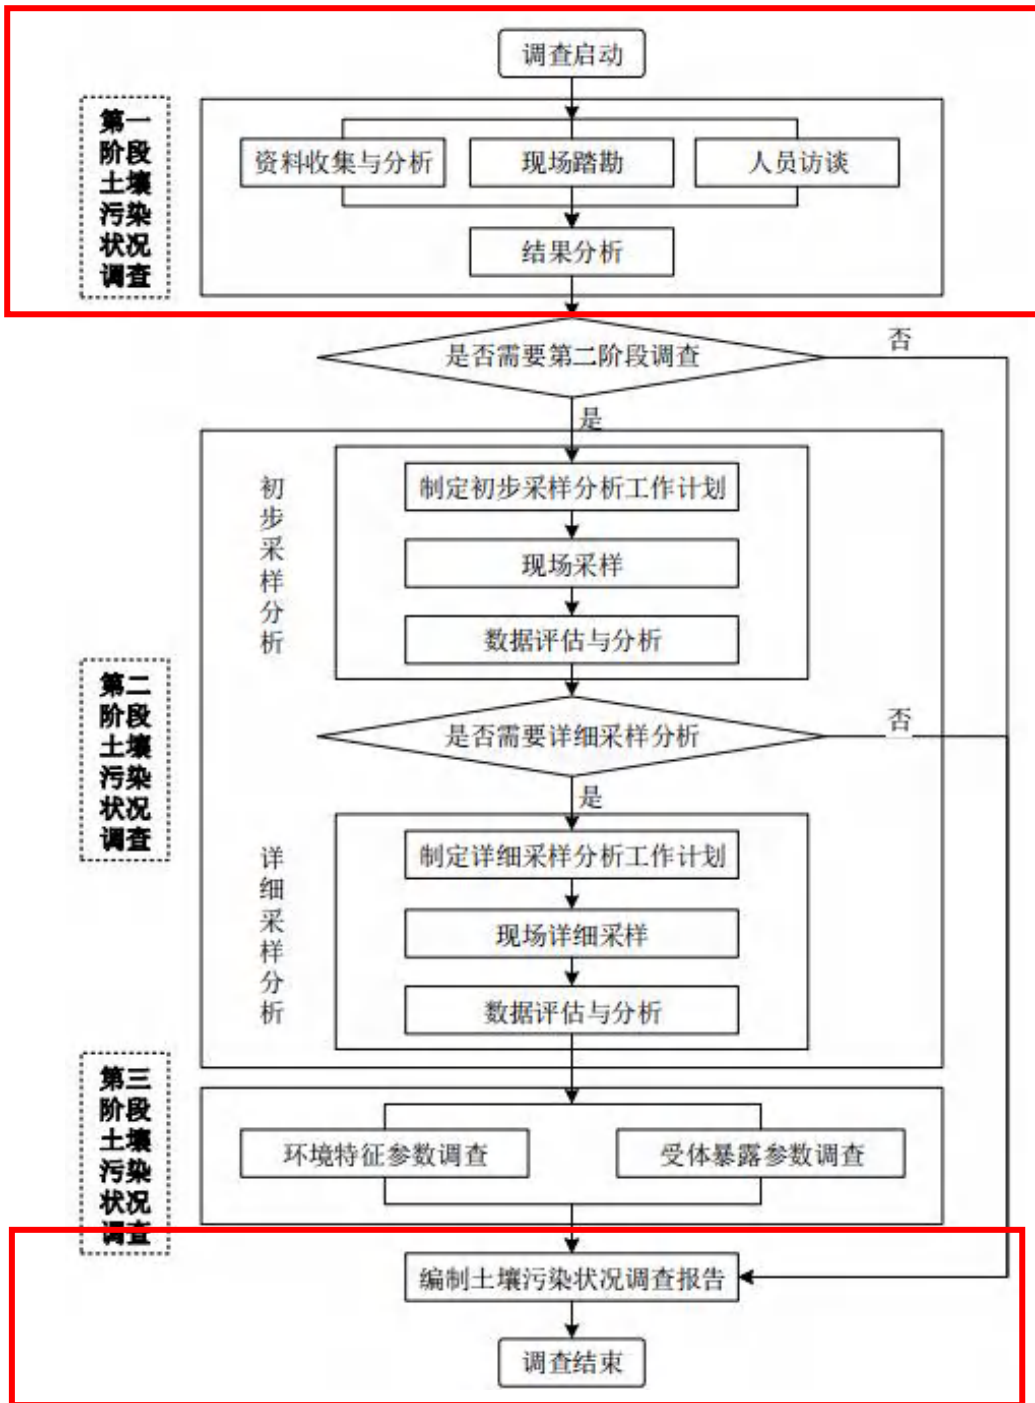 调查启动
第一
阶段
土壤
污染
状况
调查
资料收集与分析
现场踏勘
人员访谈
结果分析
是否需要第二阶段调查
否
是
初
步
采
样
分
析
制定初步采样分析工作计划
现场采样
数据评估与分析
第二
阶段
土壤
污染
状况
调查
是否需要详细采样分析
否
是
详
细
采
样
分
析
制定详细采样分析工作计划
现场详细采样
数据评估与分析
第三
阶段
土壤
污染
状况
调查
环境特征参数调查
受体暴露参数调查
编制土壤污染状况调查报告
调查结束